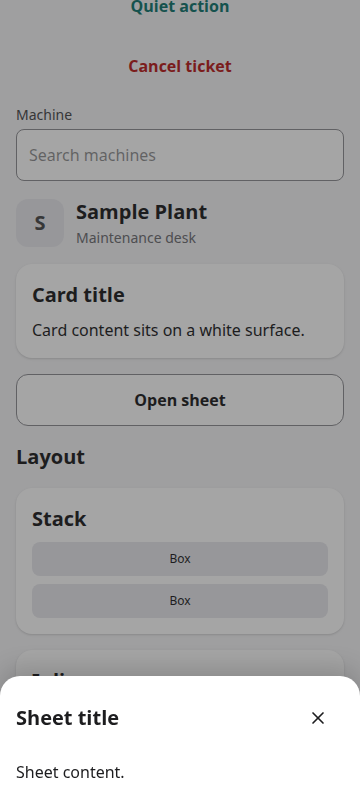 Quiet action
Cancel ticket
Machine
Search machines
S
Sample Plant
Maintenance desk
Card title
Card content sits on a white surface.
Open sheet
Layout
Stack
Box
Box
Sheet title
Sheet content.